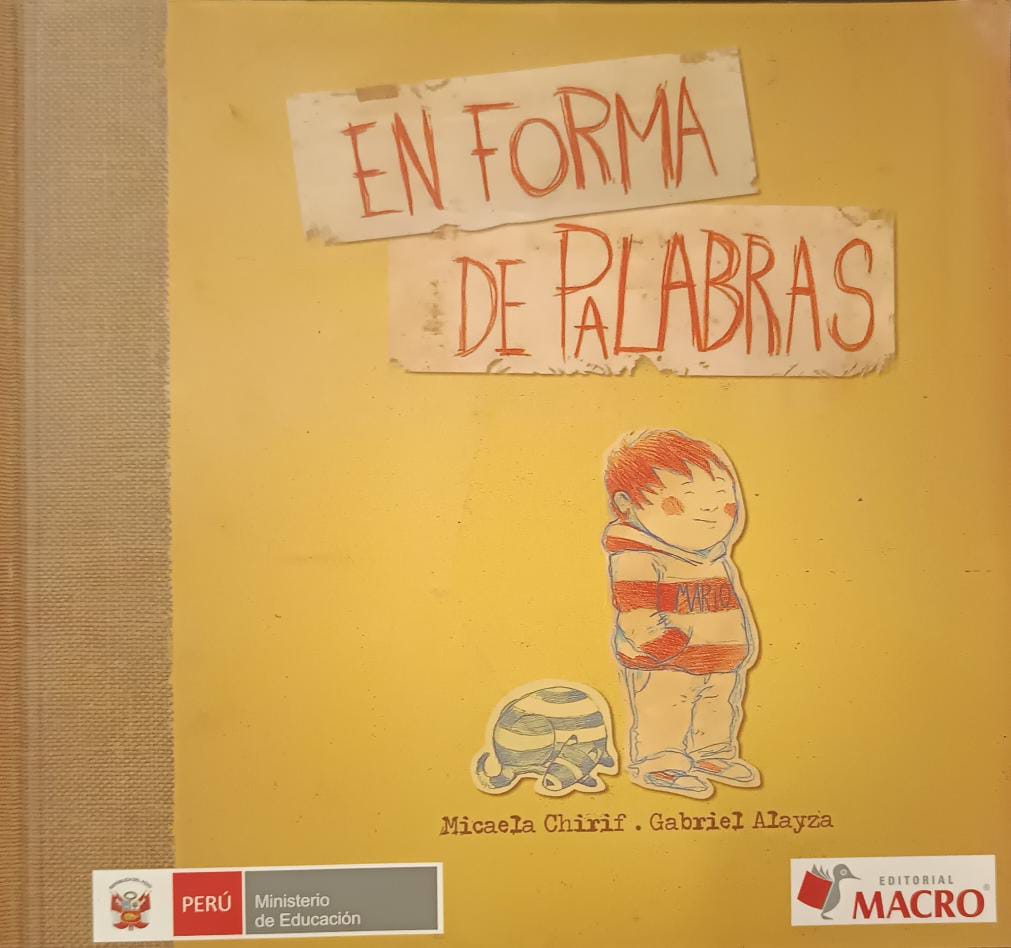 EN FORMA
DE PALABRAS
MARIO
Micaela Chirif . Gabriel Alayza
PERÚ
Ministerio
de Educación
EDITORIAL
MACRO®